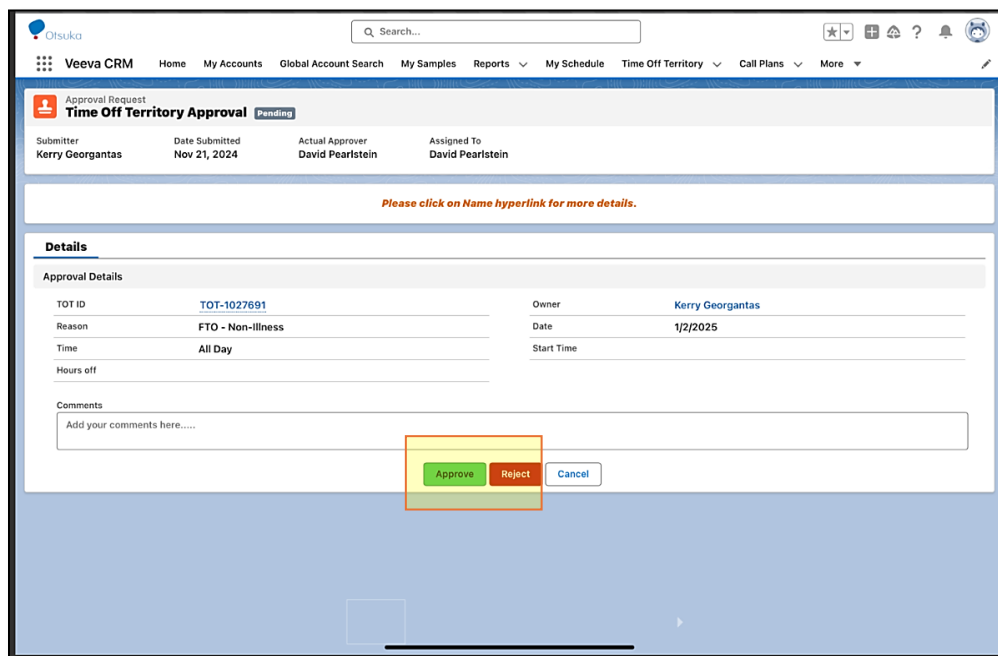 Otsuka
Search...
Veeva CRM Home My Accounts Global Account Search My Samples Reports My Schedule Time Off Territory Call Plans More
Approval Request
Time Off Territory Approval Pending
Submitter Date Submitted Actual Approver Assigned To
Kerry Georgantas Nov 21, 2024 David Pearlstein David Pearlstein
Please click on Name hyperlink for more details.
Details
Approval Details
TOT ID TOT-1027691 Owner Kerry Georgantas
Reason FTO - Non-Illness Date 1/2/2025
Time All Day Start Time
Hours off
Comments
Add your comments here.....
Approve Reject Cancel